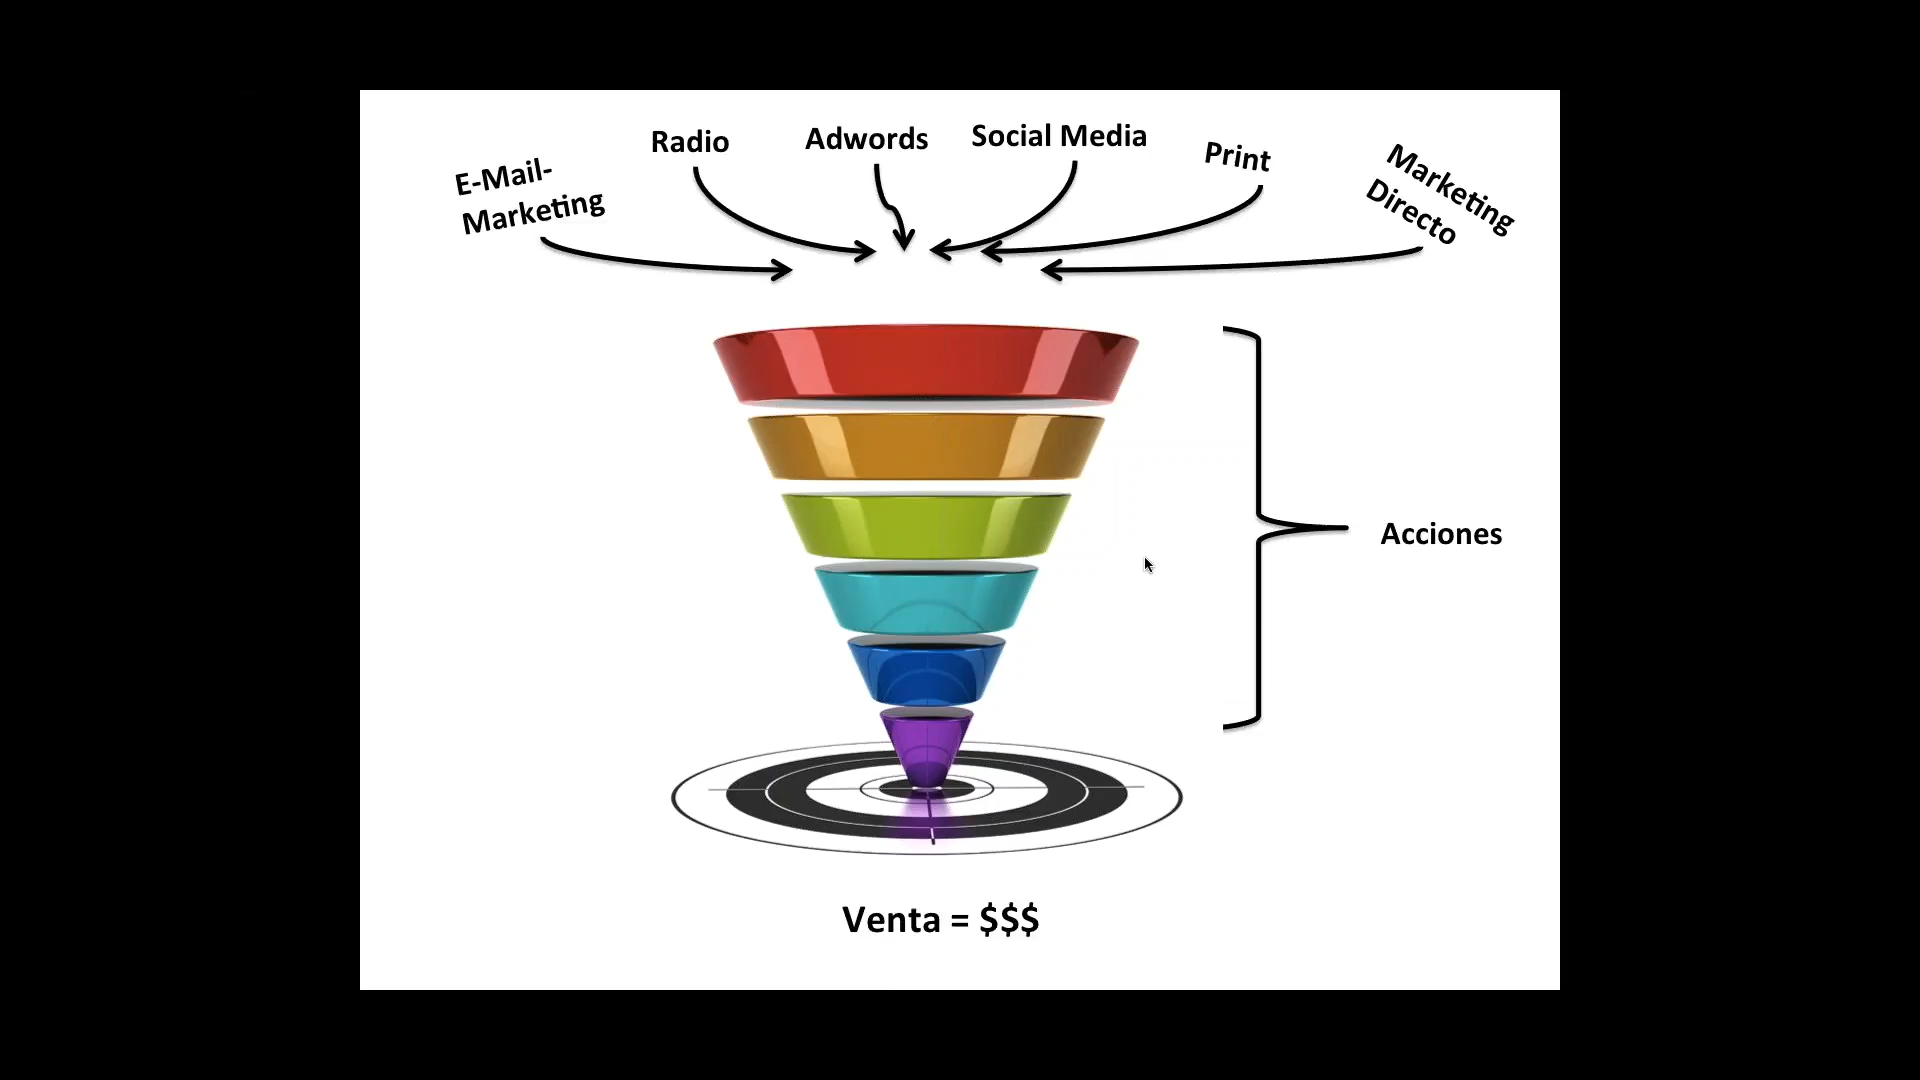 E-Mail-
Marketing
Radio
Adwords
Social Media
Print
Marketing
Directo
Acciones
Venta = $$$